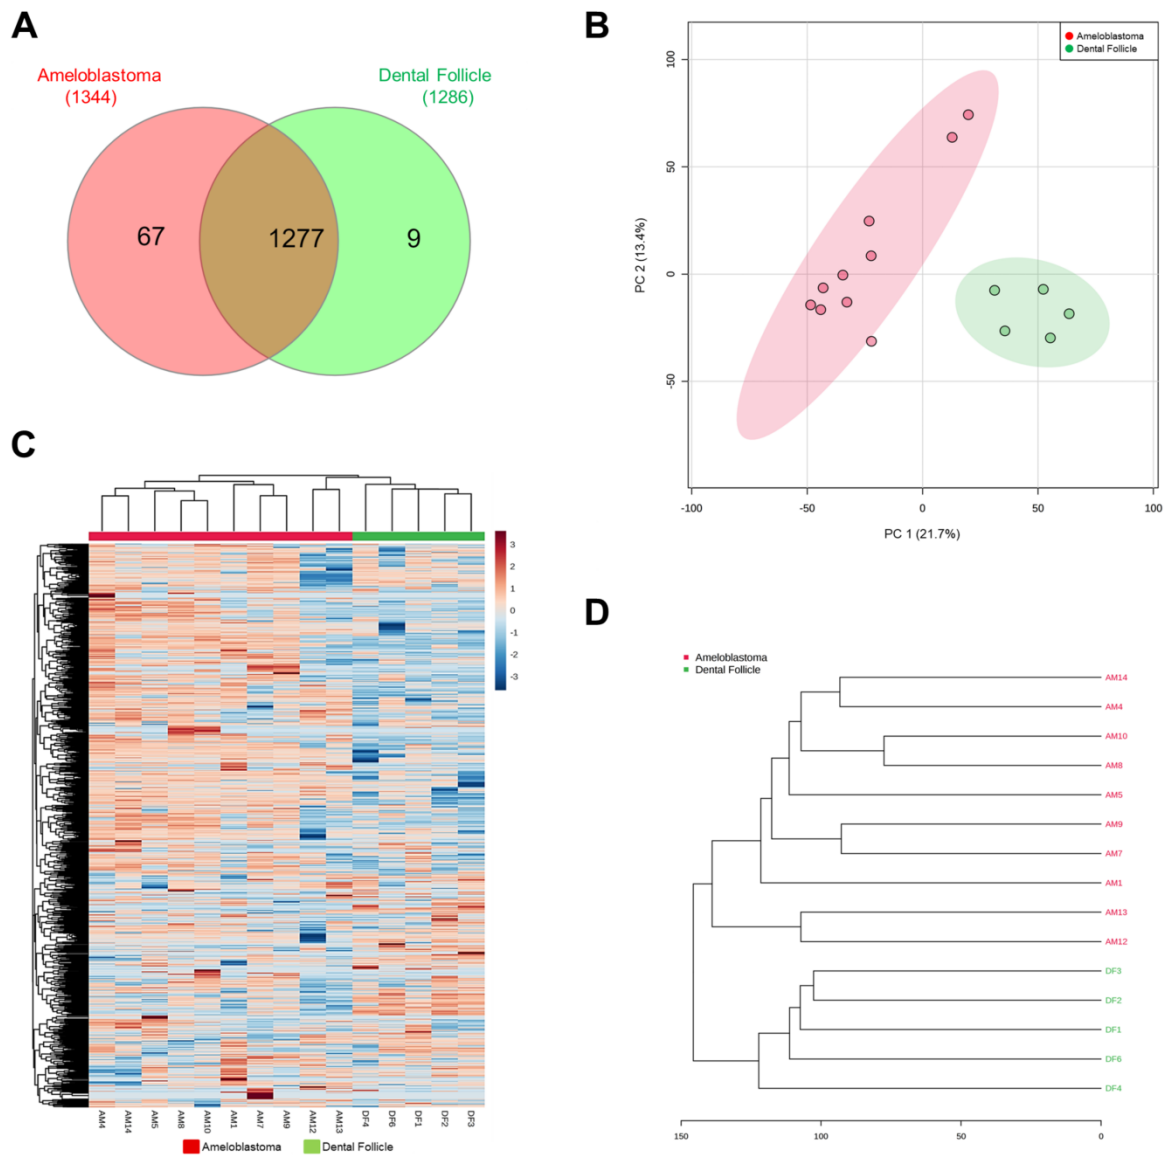 A
Ameloblastoma
(1344)
Dental Follicle
(1286)
67
1277
9
B
Ameloblastoma
Dental Follicle
100
50
0
-50
PC 2 (13.4%)
-100
-50
0
50
100
PC 1 (21.7%)
C
3
2
1
0
-1
-2
-3
AM4
AM14
AM5
AM8
AM10
AM1
AM7
AM9
AM12
AM13
DF4
DF6
DF1
DF2
DF3
Ameloblastoma
Dental Follicle
D
Ameloblastoma
Dental Follicle
AM14
AM4
AM10
AM8
AM5
AM9
AM7
AM1
AM13
AM12
DF3
DF2
DF1
DF6
DF4
150
100
50
0